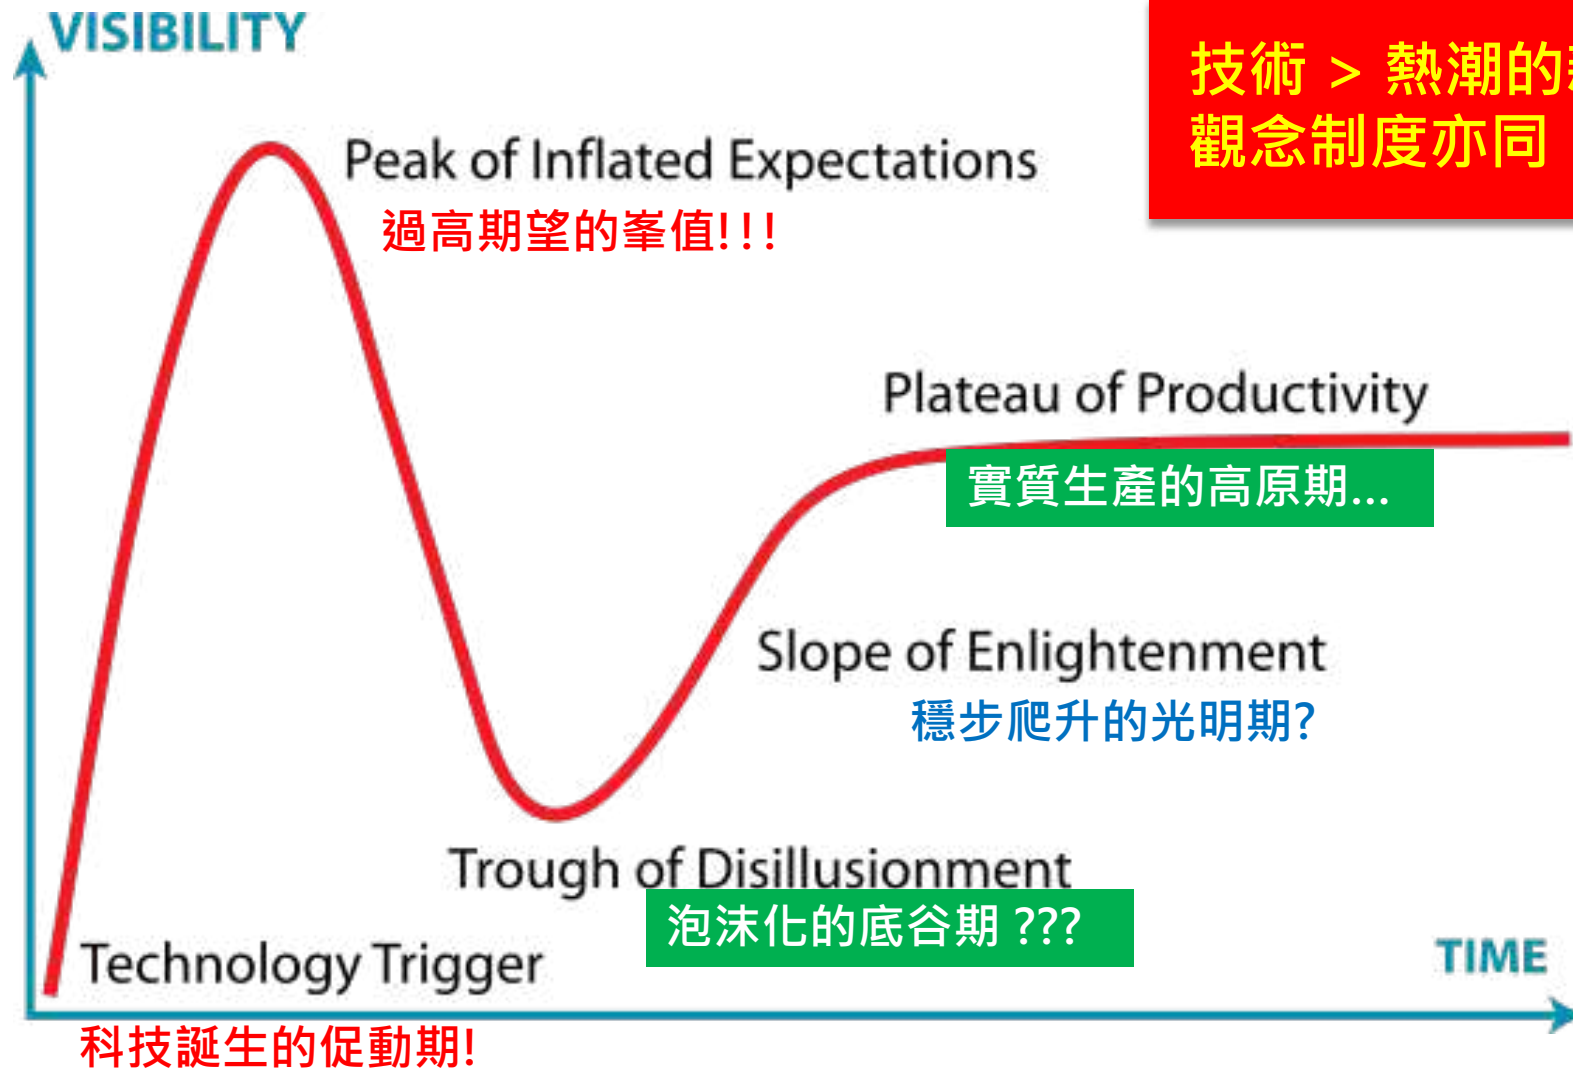 VISIBILITY
技術 > 熱潮的
觀念制度亦同
Peak of Inflated Expectations
過高期望的峯值!!!
Plateau of Productivity
實質生產的高原期...
Slope of Enlightenment
穩步爬升的光明期?
Trough of Disillusionment
泡沫化的底谷期 ???
Technology Trigger
TIME
科技誕生的促動期!